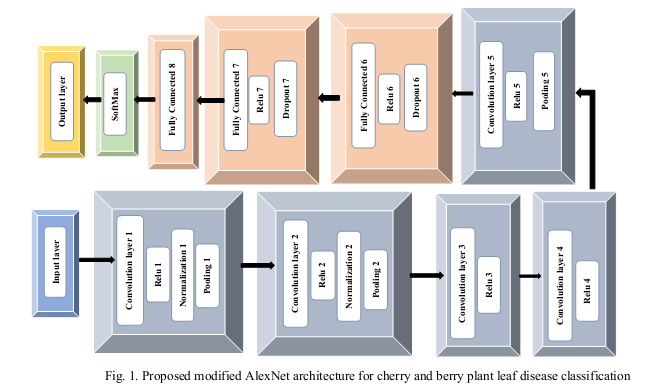 Input layer
Convolution layer 1
Relu 1
Normalization 1
Pooling 1
Convolution layer 2
Relu 2
Normalization 2
Pooling 2
Convolution layer 3
Relu 3
Convolution layer 4
Relu 4
Convolution layer 5
Relu 5
Pooling 5
Fully Connected 6
Relu 6
Dropout 6
Fully Connected 7
Relu 7
Dropout 7
Fully Connected 8
SoftMax
Output layer
Fig. 1. Proposed modified AlexNet architecture for cherry and berry plant leaf disease classification